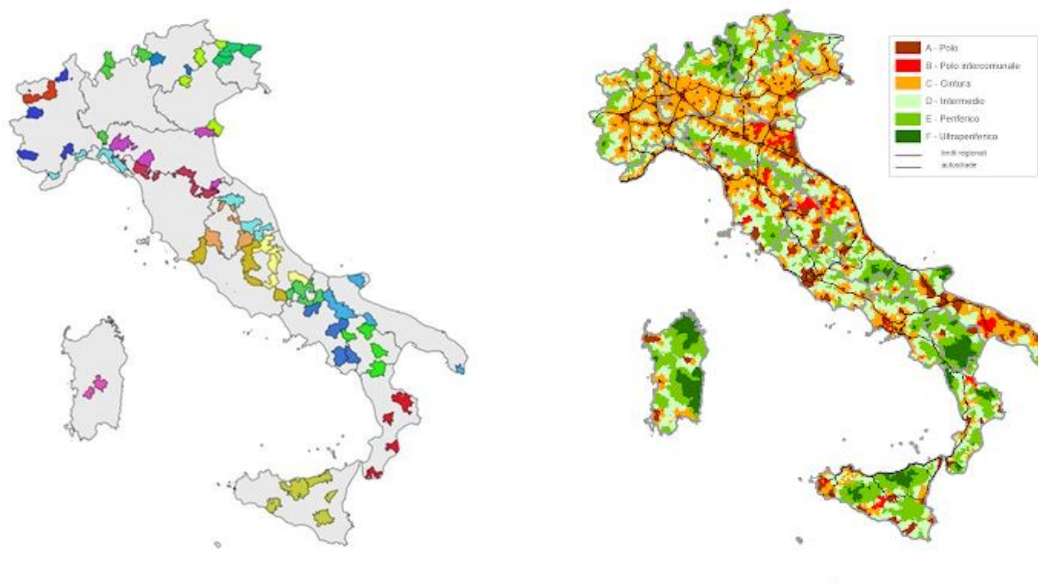 A - Polo
B - Polo intercomunale
C - Cintura
D - Intermedio
E - Periferico
F - Ultraperiferico
limiti regionali
autostrade